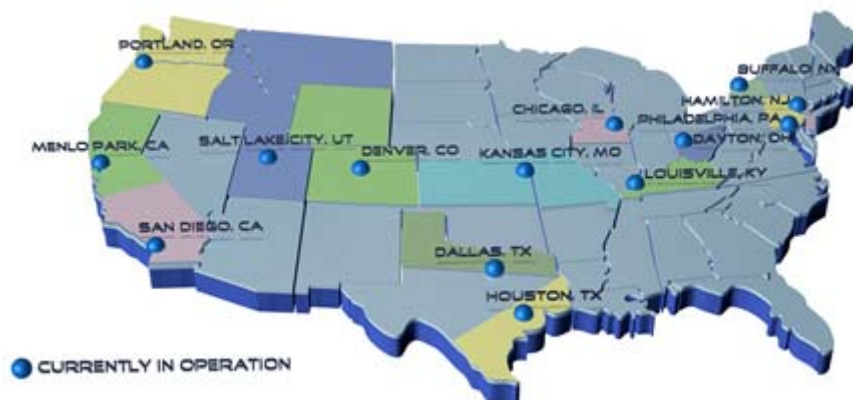 PORTLAND, OR
BUFFALO, NY
HAMILTON, NJ
CHICAGO, IL
PHILADELPHIA, PA
DAYTON, OH
MENLO PARK, CA
SALT LAKE CITY, UT
DENVER, CO
KANSAS CITY, MO
LOUISVILLE, KY
SAN DIEGO, CA
DALLAS, TX
HOUSTON, TX
CURRENTLY IN OPERATION